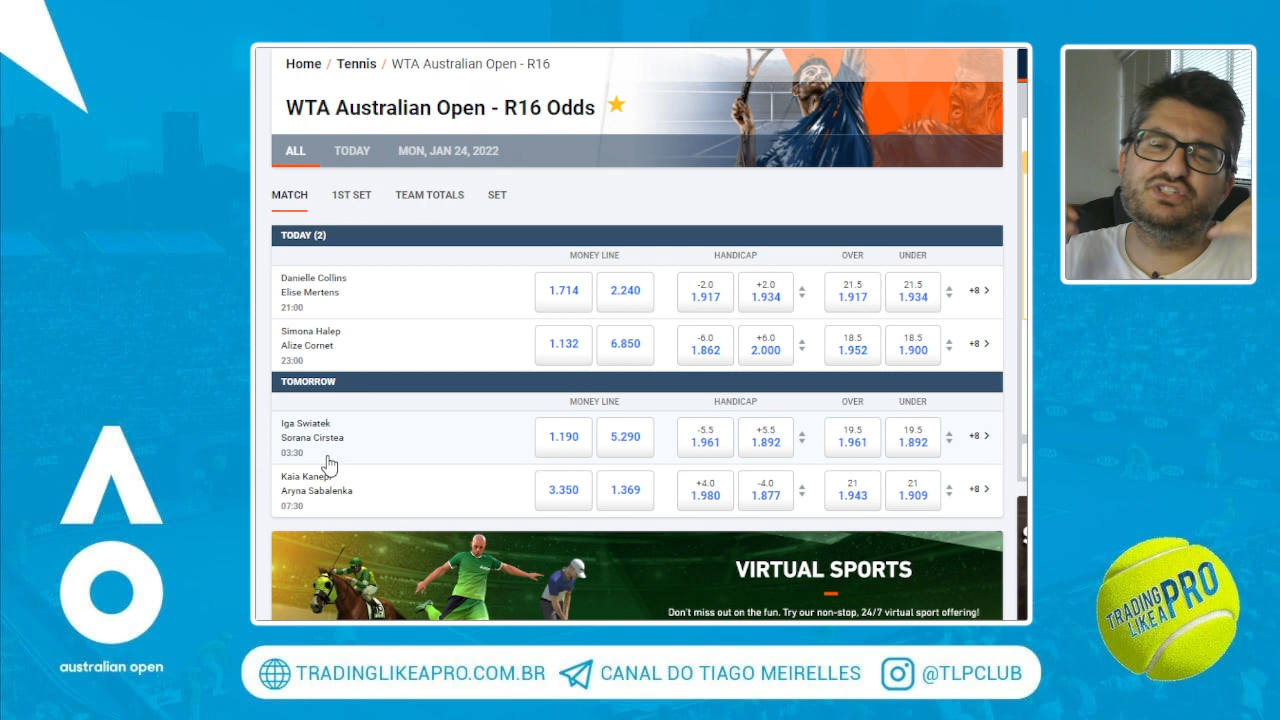 Home / Tennis / WTA Australian Open - R16
WTA Australian Open - R16 Odds
ALL TODAY MON, JAN 24, 2022
MATCH 1ST SET TEAM TOTALS SET
TODAY (2)
MONEY LINE HANDICAP OVER UNDER
Danielle Collins
Elise Mertens
21:00
1.714 2.240 -2.0 1.917 +2.0 1.934 21.5 1.917 21.5 1.934 +8 >
Simona Halep
Alize Cornet
23:00
1.132 6.850 -6.0 1.862 +6.0 2.000 18.5 1.952 18.5 1.900 +8 >
TOMORROW
MONEY LINE HANDICAP OVER UNDER
Iga Swiatek
Sorana Cirstea
03:30
1.190 5.290 -5.5 1.961 +5.5 1.892 19.5 1.961 19.5 1.892 +8 >
Kaia Kanepi
Aryna Sabalenka
07:30
3.350 1.369 +4.0 1.980 -4.0 1.877 21 1.943 21 1.909 +8 >
VIRTUAL SPORTS
Don't miss out on the fun. Try our non-stop, 24/7 virtual sport offering!
australian open
TRADING
LIKE A
PRO
TRADINGLIKEAPRO.COM.BR CANAL DO TIAGO MEIRELLES @TLPCLUB